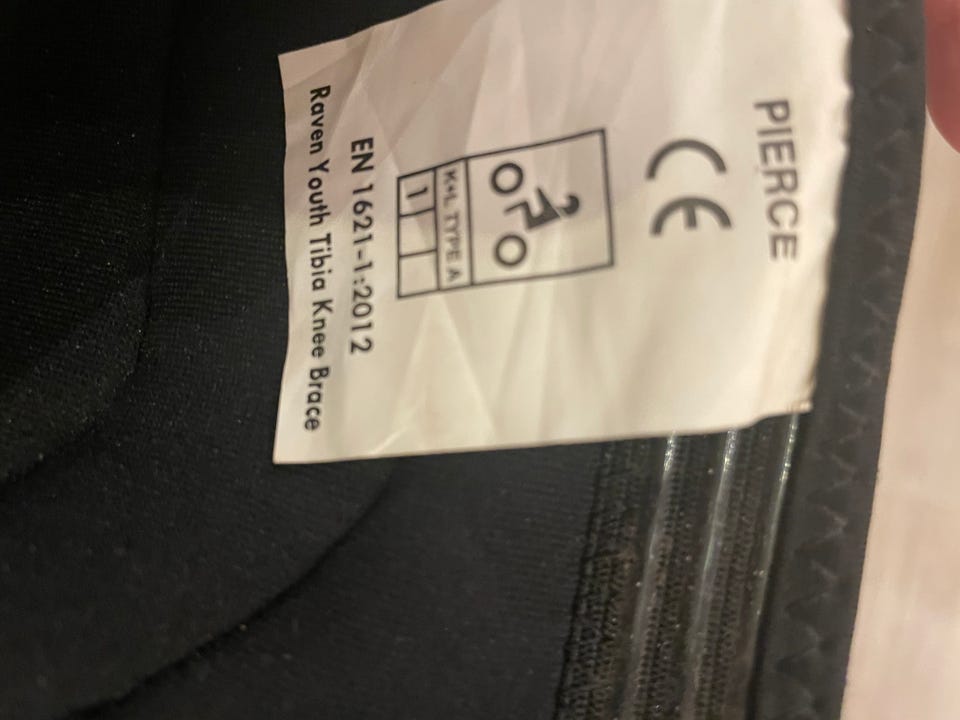 PIERCE
CE
K+L TYPE A
1
EN 1621-1:2012
Raven Youth Tibia Knee Brace